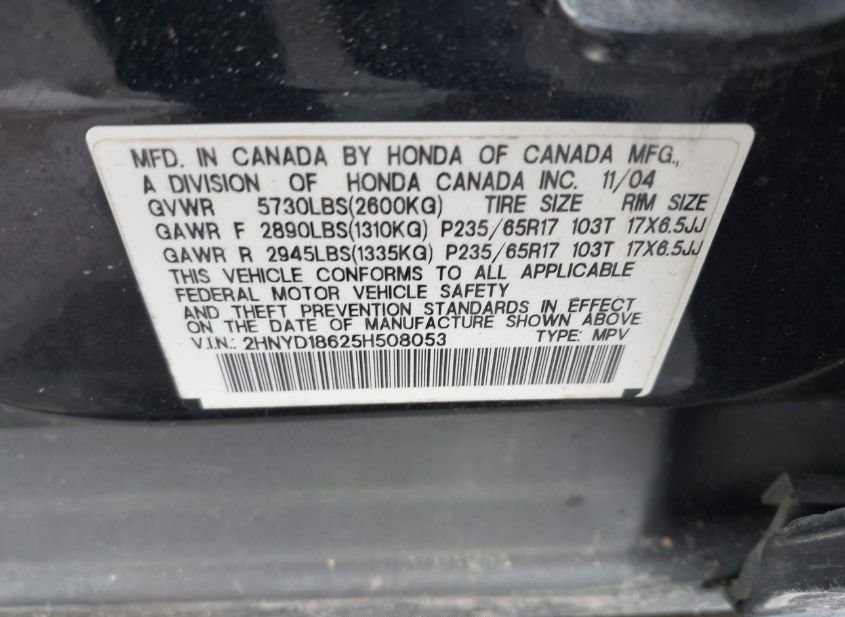 MFD. IN CANADA BY HONDA OF CANADA MFG.,
A DIVISION OF HONDA CANADA INC. 11/04
GVWR 5730LBS(2600KG) TIRE SIZE RIM SIZE
GAWR F 2890LBS(1310KG) P235/65R17 103T 17X6.5JJ
GAWR R 2945LBS(1335KG) P235/65R17 103T 17X6.5JJ
THIS VEHICLE CONFORMS TO ALL APPLICABLE
FEDERAL MOTOR VEHICLE SAFETY
AND THEFT PREVENTION STANDARDS IN EFFECT
ON THE DATE OF MANUFACTURE SHOWN ABOVE.
V.I.N.: 2HNYD18625H508053 TYPE: MPV